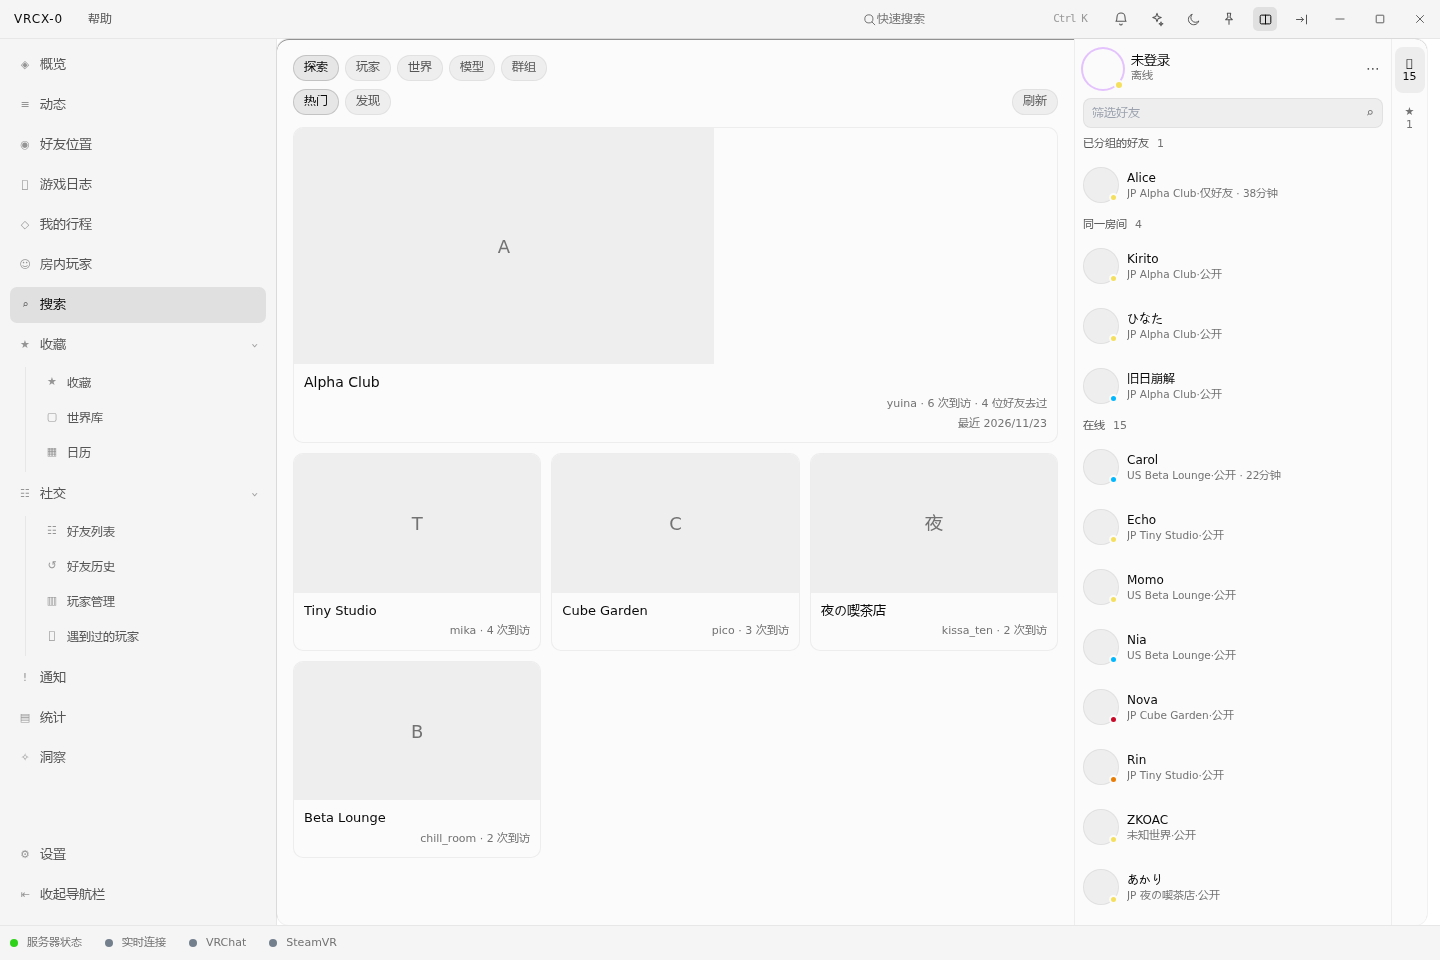 VRCX-0
帮助
快速搜索
Ctrl K
概览
动态
好友位置
游戏日志
我的行程
房内玩家
搜索
收藏
收藏
世界库
日历
社交
好友列表
好友历史
玩家管理
遇到过的玩家
通知
统计
洞察
设置
收起导航栏
探索
玩家
世界
模型
群组
热门
发现
刷新
A
Alpha Club
yuina · 6 次到访 · 4 位好友去过
最近 2026/11/23
T
Tiny Studio
mika · 4 次到访
C
Cube Garden
pico · 3 次到访
夜
夜の喫茶店
kissa_ten · 2 次到访
B
Beta Lounge
chill_room · 2 次到访
未登录
离线
筛选好友
已分组的好友 1
Alice
JP Alpha Club·仅好友 · 38分钟
同一房间 4
Kirito
JP Alpha Club·公开
ひなた
JP Alpha Club·公开
旧日崩解
JP Alpha Club·公开
在线 15
Carol
US Beta Lounge·公开 · 22分钟
Echo
JP Tiny Studio·公开
Momo
US Beta Lounge·公开
Nia
US Beta Lounge·公开
Nova
JP Cube Garden·公开
Rin
JP Tiny Studio·公开
ZKOAC
未知世界·公开
あかり
JP 夜の喫茶店·公开
15
1
服务器状态
实时连接
VRChat
SteamVR